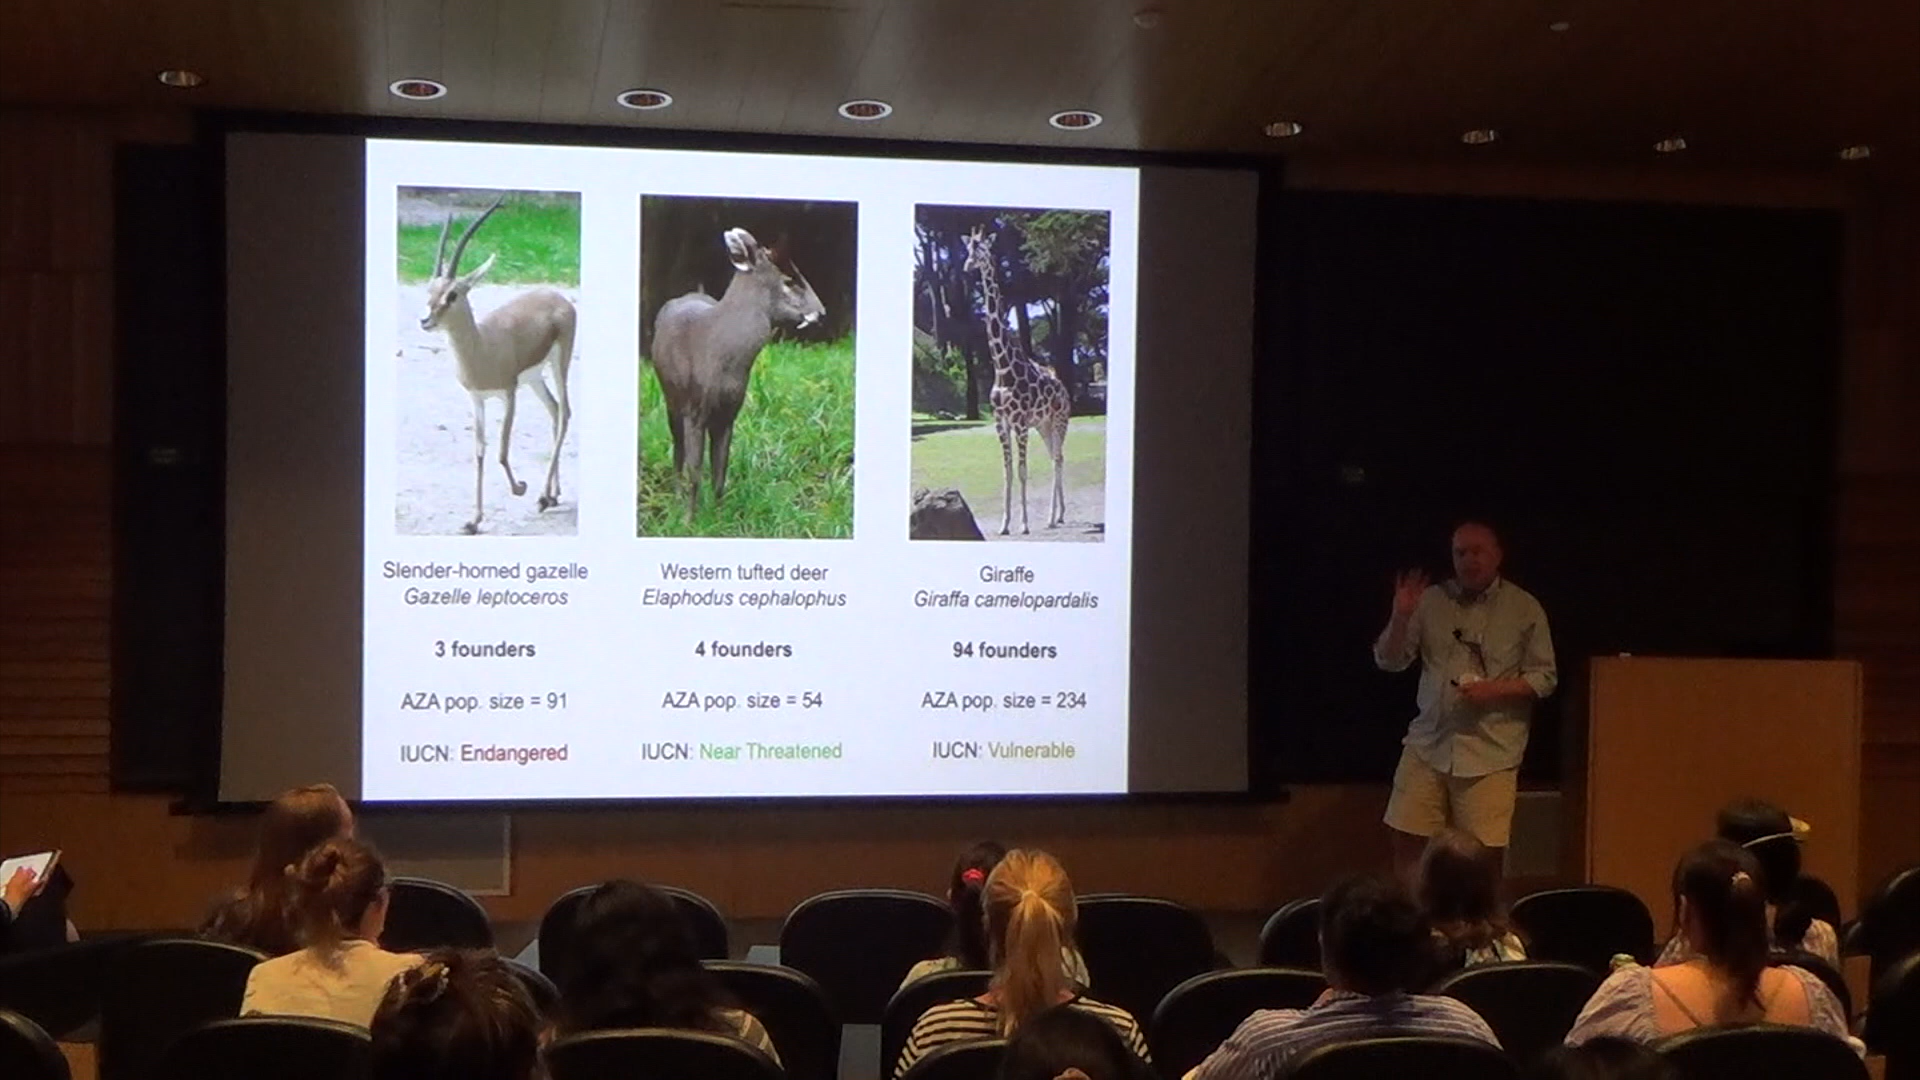 Slender-horned gazelle
Gazelle leptoceros
3 founders
AZA pop. size = 91
IUCN: Endangered
Western tufted deer
Elaphodus cephalophus
4 founders
AZA pop. size = 54
IUCN: Near Threatened
Giraffe
Giraffa camelopardalis
94 founders
AZA pop. size = 234
IUCN: Vulnerable